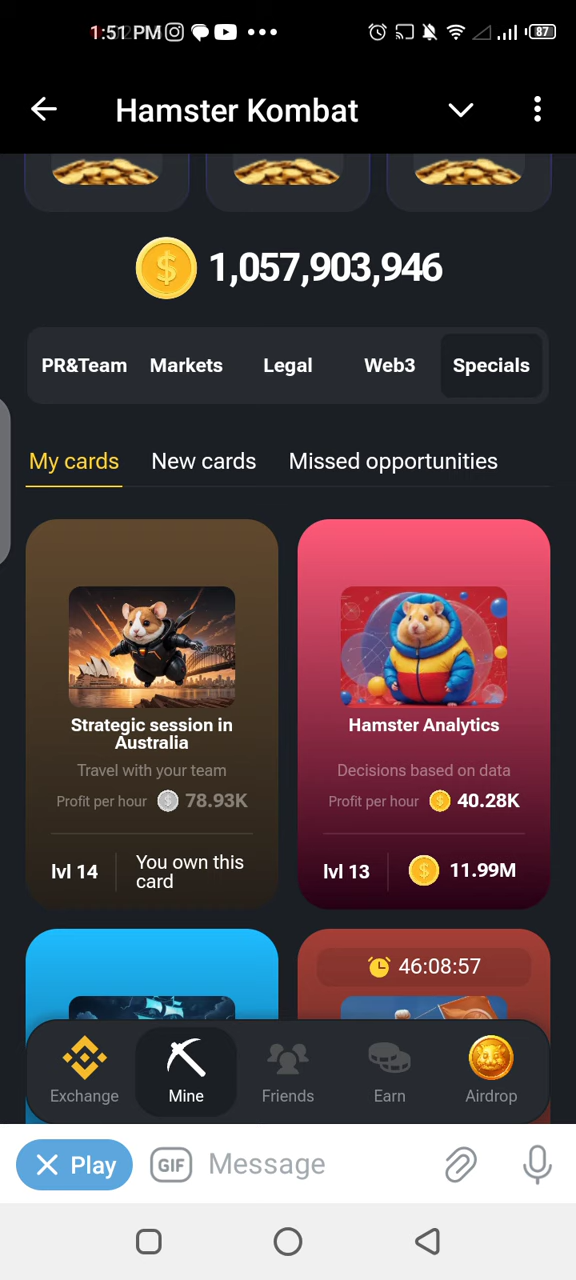 1:51 PM
87
Hamster Kombat
1,057,903,946
PR&Team Markets Legal Web3 Specials
My cards New cards Missed opportunities
Strategic session in
Australia
Travel with your team
Profit per hour 78.93K
lvl 14 You own this
card
Hamster Analytics
Decisions based on data
Profit per hour 40.28K
lvl 13 11.99M
46:08:57
Exchange Mine Friends Earn Airdrop
Play GIF Message